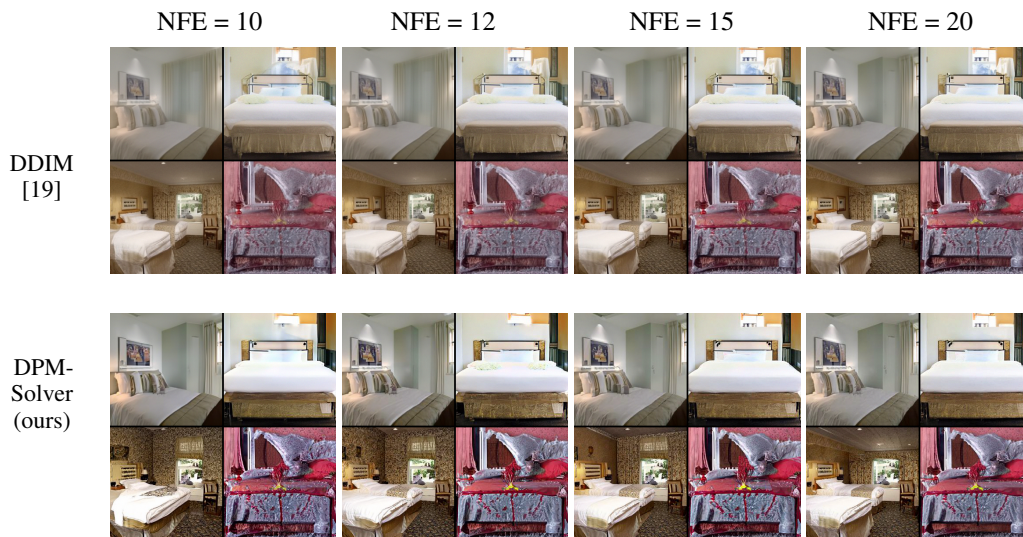 NFE = 10
NFE = 12
NFE = 15
NFE = 20
DDIM
[19]
DPM-
Solver
(ours)